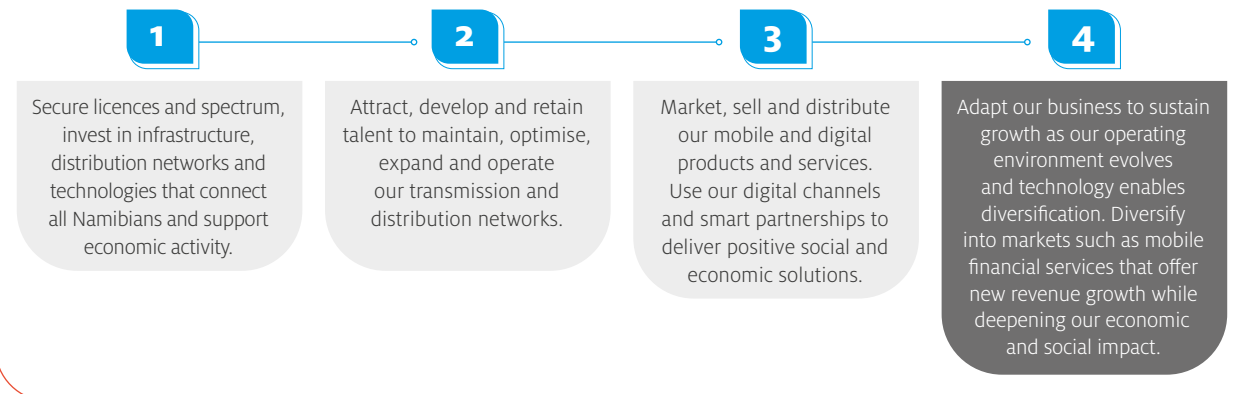 1
Secure licences and spectrum,
invest in infrastructure,
distribution networks and
technologies that connect
all Namibians and support
economic activity.
2
Attract, develop and retain
talent to maintain, optimise,
expand and operate
our transmission and
distribution networks.
3
Market, sell and distribute
our mobile and digital
products and services.
Use our digital channels
and smart partnerships to
deliver positive social and
economic solutions.
4
Adapt our business to sustain
growth as our operating
environment evolves
and technology enables
diversification. Diversify
into markets such as mobile
financial services that offer
new revenue growth while
deepening our economic
and social impact.